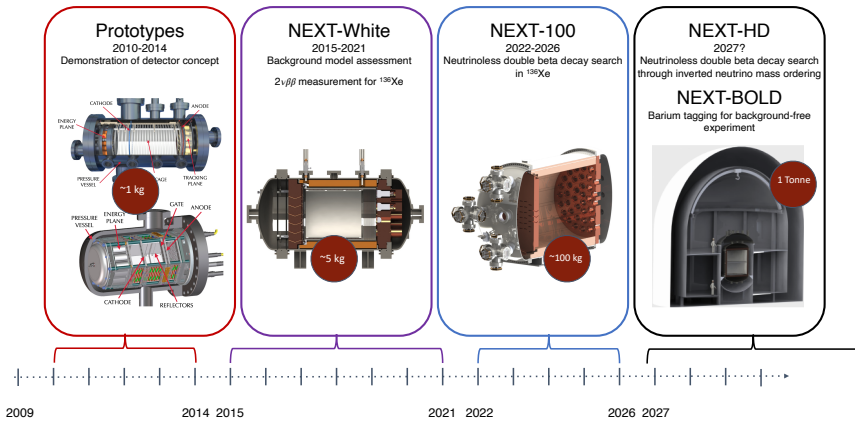 Prototypes
2010-2014
Demonstration of detector concept
CATHODE
ANODE
ENERGY
PLANE
PRESSURE
VESSEL
TRACKING
PLANE
~1 kg
PRESSURE
VESSEL
ENERGY
PLANE
GATE
ANODE
CATHODE
REFLECTORS
NEXT-White
2015-2021
Background model assessment
2νββ measurement for ¹³⁶Xe
~5 kg
NEXT-100
2022-2026
Neutrinoless double beta decay search
in ¹³⁶Xe
~100 kg
NEXT-HD
2027?
Neutrinoless double beta decay search
through inverted neutrino mass ordering
NEXT-BOLD
Barium tagging for background-free
experiment
1 Tonne
2009 2014 2015 2021 2022 2026 2027